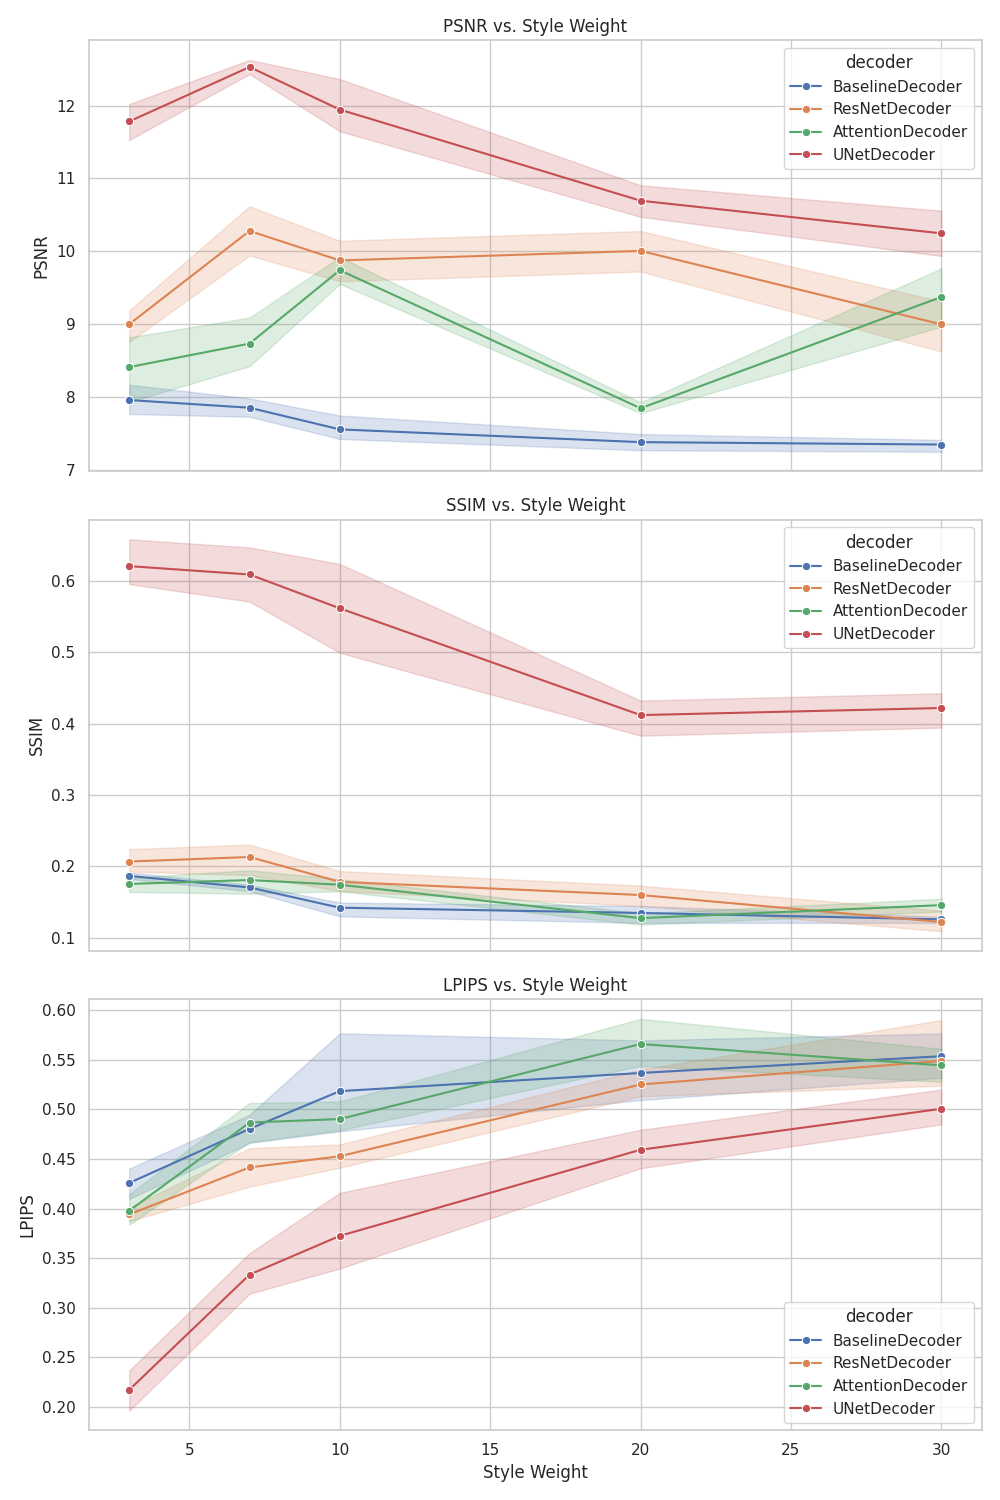 PSNR vs. Style Weight
decoder
BaselineDecoder
ResNetDecoder
AttentionDecoder
UNetDecoder
12
11
10
9
8
7
PSNR
SSIM vs. Style Weight
decoder
BaselineDecoder
ResNetDecoder
AttentionDecoder
UNetDecoder
0.6
0.5
0.4
0.3
0.2
0.1
SSIM
LPIPS vs. Style Weight
0.60
0.55
0.50
0.45
0.40
0.35
0.30
0.25
0.20
LPIPS
decoder
BaselineDecoder
ResNetDecoder
AttentionDecoder
UNetDecoder
5 10 15 20 25 30
Style Weight